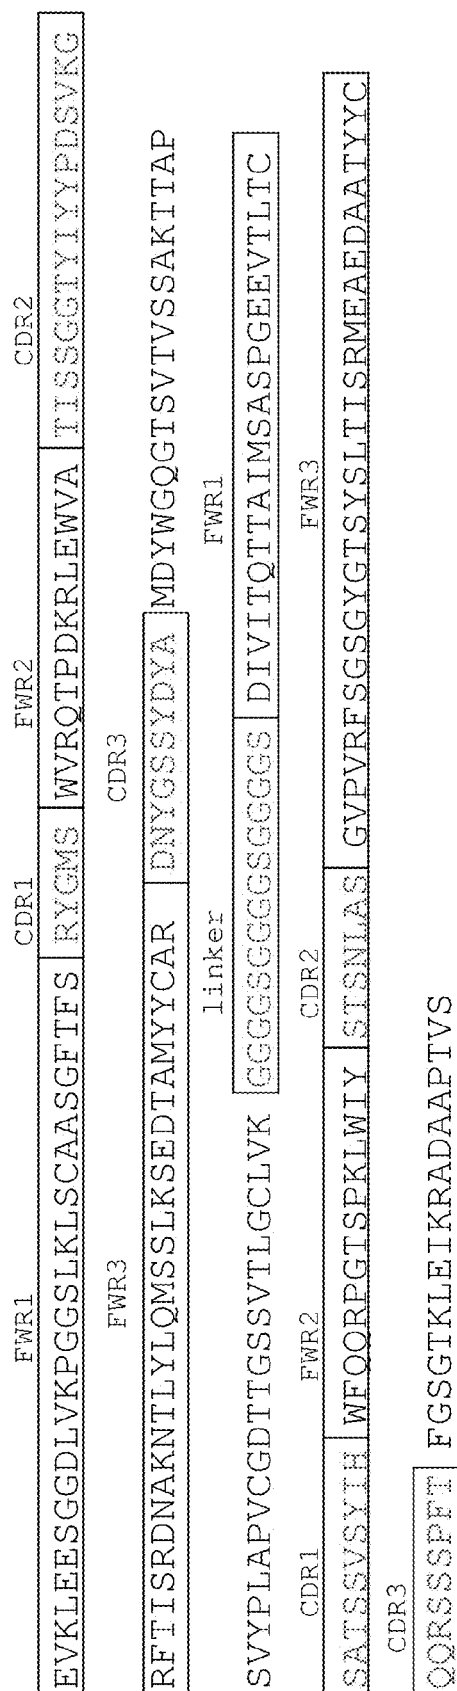 FWR1 CDR1 FWR2 CDR2
EVKLEESGGDLVKPGGSLKLSCAASGFTFS RYGMS WVRQTPDKRLEWVA TISSGGTYIYYPDSVKG
FWR3 CDR3
RFTISRDNAKNTLYLQMSSLKSEDTAMYYCAR DNYGSSYDYA MDYWGQGTSVTVSSAKTTAP
linker FWR1
SVYPLAPVCGDTTGSSVTLGCLVK GGGGSGGGGSGGGGS DIVITQTTAIMSASPGEEVTLTC
CDR1 FWR2 CDR2 FWR3
SATSSVSYIH WFQQRPGTSPKLWIY STSNLAS GVPVRFSGSGYGTSYSLTISRMEAEDAATYYC
CDR3
QQRSSSPFT FGSGTKLEIKRADAAPTVS